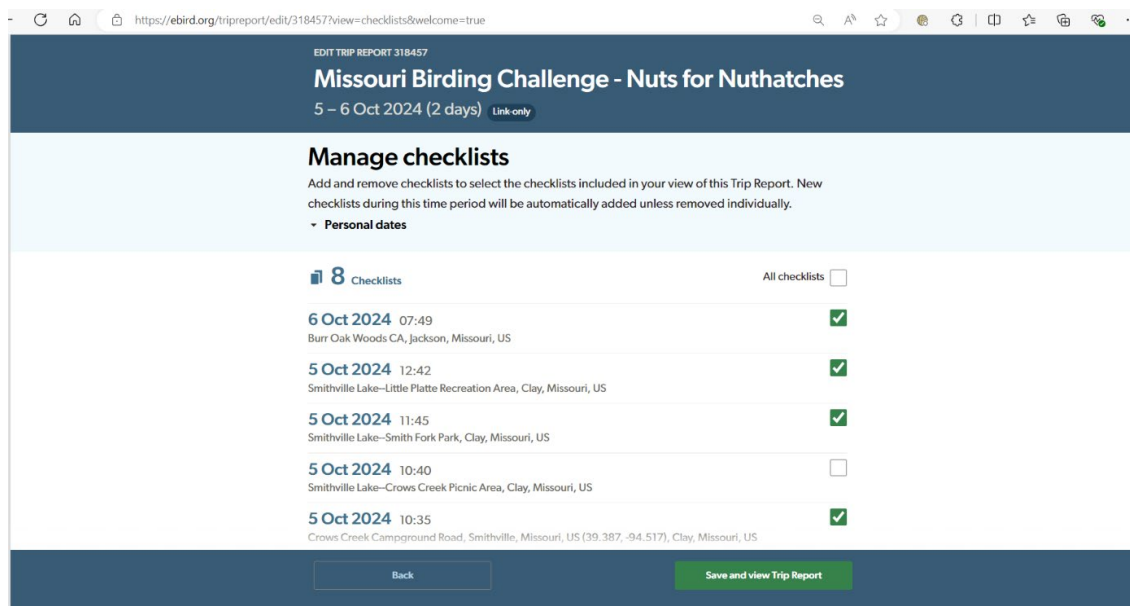 https://ebird.org/tripreport/edit/318457?view=checklists&welcome=true
EDIT TRIP REPORT 318457
Missouri Birding Challenge - Nuts for Nuthatches
5 – 6 Oct 2024 (2 days) Link-only
Manage checklists
Add and remove checklists to select the checklists included in your view of this Trip Report. New
checklists during this time period will be automatically added unless removed individually.
Personal dates
8 Checklists All checklists
6 Oct 2024 07:49
Burr Oak Woods CA, Jackson, Missouri, US
5 Oct 2024 12:42
Smithville Lake--Little Platte Recreation Area, Clay, Missouri, US
5 Oct 2024 11:45
Smithville Lake--Smith Fork Park, Clay, Missouri, US
5 Oct 2024 10:40
Smithville Lake--Crows Creek Picnic Area, Clay, Missouri, US
5 Oct 2024 10:35
Crows Creek Campground Road, Smithville, Missouri, US (39.387, -94.517), Clay, Missouri, US
Back Save and view Trip Report